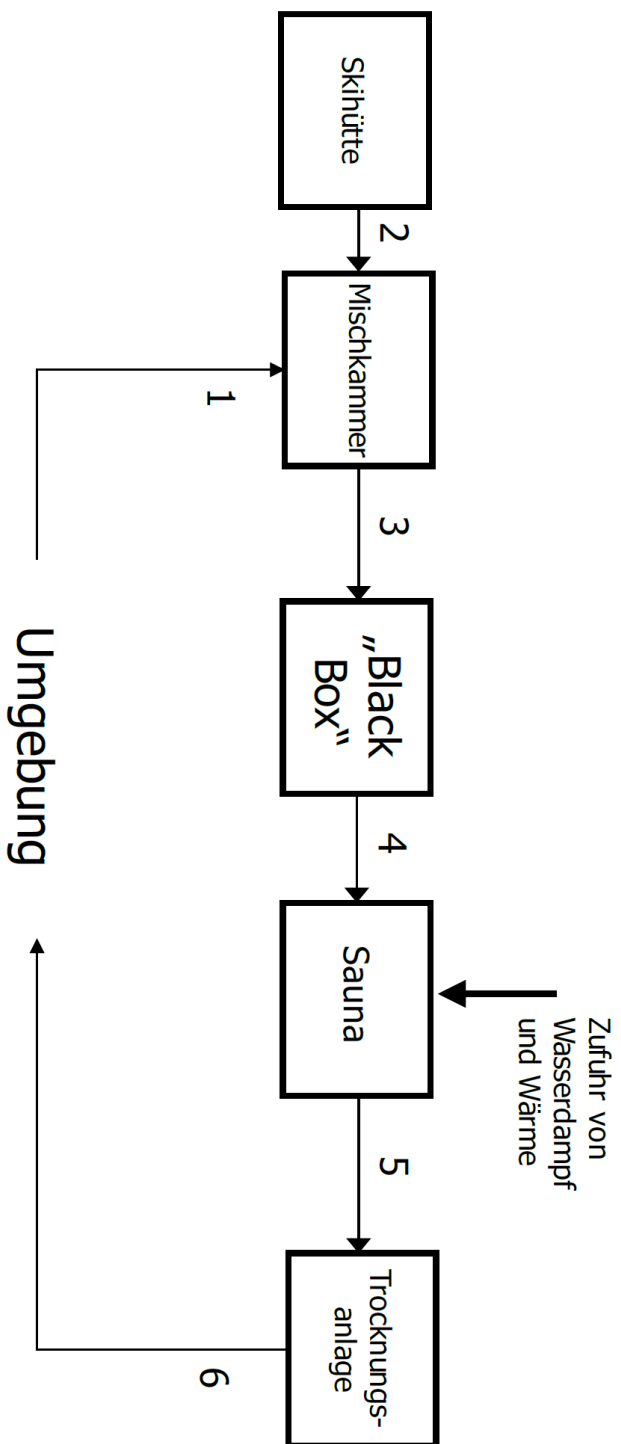 Skihütte
2
Mischkammer
1
3
„Black
Box“
4
Sauna
Zufuhr von
Wasserdampf
und Wärme
5
Trocknungs-
anlage
6
Umgebung